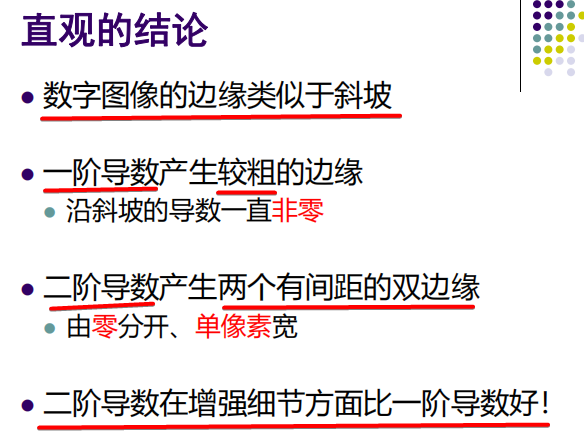 直观的结论
数字图像的边缘类似于斜坡
一阶导数产生较粗的边缘
沿斜坡的导数一直非零
二阶导数产生两个有间距的双边缘
由零分开、单像素宽
二阶导数在增强细节方面比一阶导数好!